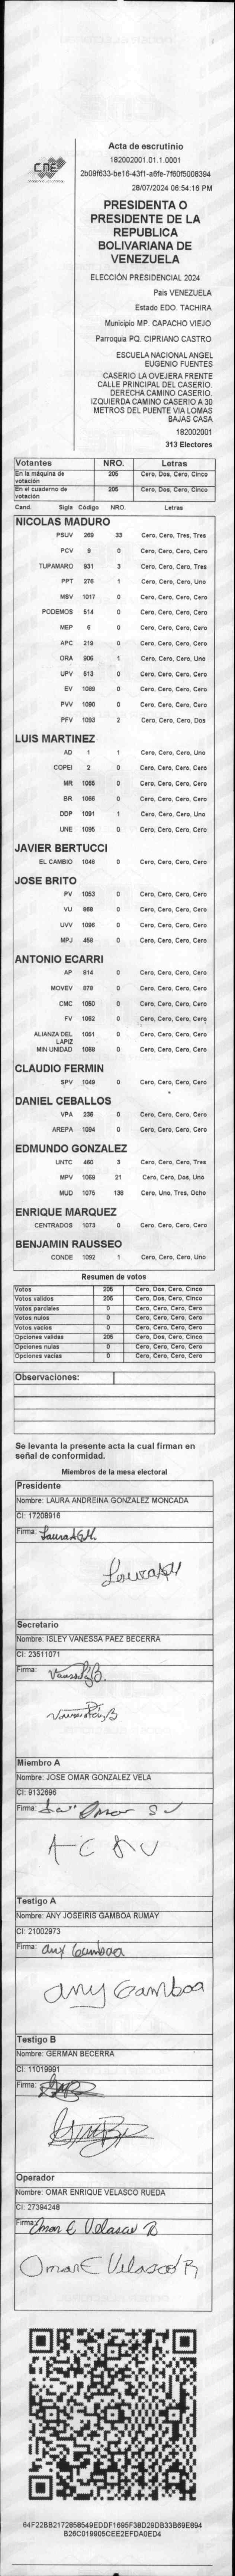 CNE
Acta de escrutinio
182002001.01.1.0001
2b09f633-be16-43f1-a6fe-7f60f5008394
28/07/2024 06:54:16 PM
PRESIDENTA O
PRESIDENTE DE LA
REPUBLICA
BOLIVARIANA DE
VENEZUELA
ELECCIÓN PRESIDENCIAL 2024
Pais VENEZUELA
Estado EDO. TACHIRA
Municipio MP. CAPACHO VIEJO
Parroquia PQ. CIPRIANO CASTRO
ESCUELA NACIONAL ANGEL
EUGENIO FUENTES
CASERIO LA OVEJERA FRENTE
CALLE PRINCIPAL DEL CASERIO.
DERECHA CAMINO CASERIO.
IZQUIERDA CAMINO CASERIO A 30
METROS DEL PUENTE VIA LOMAS
BAJAS CASA
182002001
313 Electores
Votantes NRO. Letras
En la máquina de votación 205 Cero, Dos, Cero, Cinco
En el cuaderno de votación 205 Cero, Dos, Cero, Cinco
Cand. Sigla Código NRO. Letras
NICOLAS MADURO
PSUV 269 33 Cero, Cero, Tres, Tres
PCV 9 0 Cero, Cero, Cero, Cero
TUPAMARO 931 3 Cero, Cero, Cero, Tres
PPT 276 1 Cero, Cero, Cero, Uno
MSV 1017 0 Cero, Cero, Cero, Cero
PODEMOS 514 0 Cero, Cero, Cero, Cero
MEP 6 0 Cero, Cero, Cero, Cero
APC 219 0 Cero, Cero, Cero, Cero
ORA 906 1 Cero, Cero, Cero, Uno
UPV 513 0 Cero, Cero, Cero, Cero
EV 1089 0 Cero, Cero, Cero, Cero
PVV 1090 0 Cero, Cero, Cero, Cero
PFV 1093 2 Cero, Cero, Cero, Dos
LUIS MARTINEZ
AD 1 1 Cero, Cero, Cero, Uno
COPEI 2 0 Cero, Cero, Cero, Cero
MR 1065 0 Cero, Cero, Cero, Cero
BR 1066 0 Cero, Cero, Cero, Cero
DDP 1091 1 Cero, Cero, Cero, Uno
UNE 1095 0 Cero, Cero, Cero, Cero
JAVIER BERTUCCI
EL CAMBIO 1048 0 Cero, Cero, Cero, Cero
JOSE BRITO
PV 1053 0 Cero, Cero, Cero, Cero
VU 868 0 Cero, Cero, Cero, Cero
UVV 1096 0 Cero, Cero, Cero, Cero
MPJ 458 0 Cero, Cero, Cero, Cero
ANTONIO ECARRI
AP 814 0 Cero, Cero, Cero, Cero
MOVEV 978 0 Cero, Cero, Cero, Cero
CMC 1050 0 Cero, Cero, Cero, Cero
FV 1062 0 Cero, Cero, Cero, Cero
ALIANZA DEL LAPIZ 1061 0 Cero, Cero, Cero, Cero
MIN UNIDAD 1069 0 Cero, Cero, Cero, Cero
CLAUDIO FERMIN
SPV 1049 0 Cero, Cero, Cero, Cero
DANIEL CEBALLOS
VPA 236 0 Cero, Cero, Cero, Cero
AREPA 1094 0 Cero, Cero, Cero, Cero
EDMUNDO GONZALEZ
UNTC 460 3 Cero, Cero, Cero, Tres
MPV 1069 21 Cero, Cero, Dos, Uno
MUD 1075 138 Cero, Uno, Tres, Ocho
ENRIQUE MARQUEZ
CENTRADOS 1073 0 Cero, Cero, Cero, Cero
BENJAMIN RAUSSEO
CONDE 1092 1 Cero, Cero, Cero, Uno
Resumen de votos
Votos 205 Cero, Dos, Cero, Cinco
Votos validos 205 Cero, Dos, Cero, Cinco
Votos parciales 0 Cero, Cero, Cero, Cero
Votos nulos 0 Cero, Cero, Cero, Cero
Votos vacios 0 Cero, Cero, Cero, Cero
Opciones validas 205 Cero, Dos, Cero, Cinco
Opciones nulas 0 Cero, Cero, Cero, Cero
Opciones vacias 0 Cero, Cero, Cero, Cero
Observaciones:
Se levanta la presente acta la cual firman en
señal de conformidad.
Miembros de la mesa electoral
Presidente
Nombre: LAURA ANDREINA GONZALEZ MONCADA
CI: 17208916
Firma: LauraAGM.
LauraAGM
Secretario
Nombre: ISLEY VANESSA PAEZ BECERRA
CI: 23511071
Firma:
Miembro A
Nombre: JOSE OMAR GONZALEZ VELA
CI: 9132696
Firma: Omar
Testigo A
Nombre: ANY JOSEIRIS GAMBOA RUMAY
CI: 21002973
Firma: any Gamboa
any Gamboa
Testigo B
Nombre: GERMAN BECERRA
CI: 11019991
Firma:
Operador
Nombre: OMAR ENRIQUE VELASCO RUEDA
CI: 27394248
Firma: Omar E Velasco R
Omar E Velasco R
64F22BB2172858549EDDF1695F38D29DB33B69E894
B26C019905CEE2EFDA0ED4